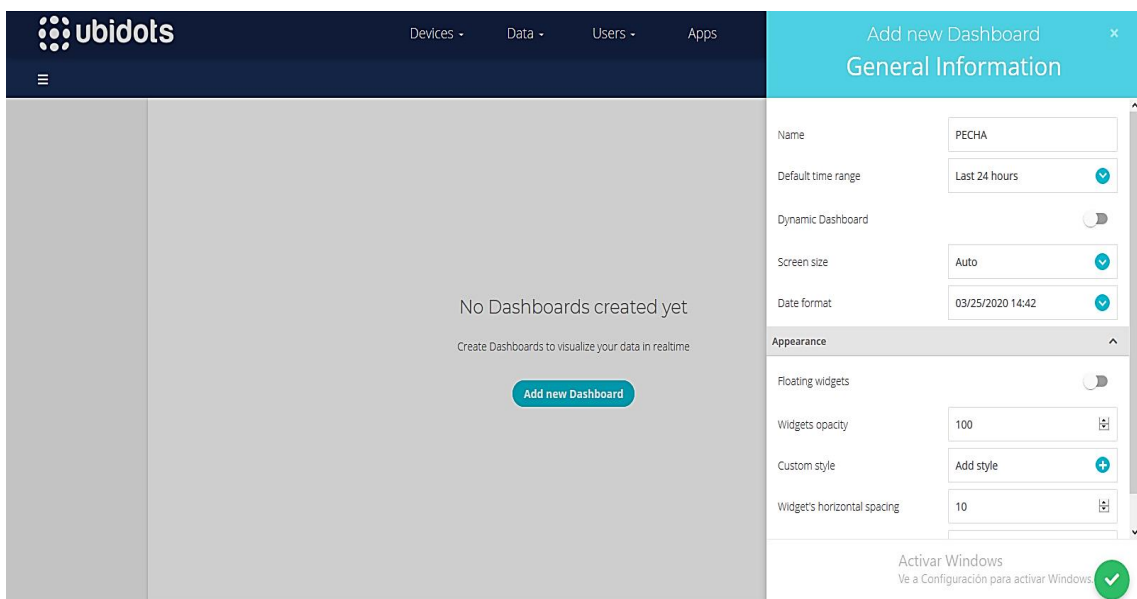 ubidots
Devices
Data
Users
Apps
Add new Dashboard
×
General Information
Name
PECHA
Default time range
Last 24 hours
Dynamic Dashboard
Screen size
Auto
Date format
03/25/2020 14:42
Appearance
Floating widgets
Widgets opacity
100
Custom style
Add style
Widget's horizontal spacing
10
No Dashboards created yet
Create Dashboards to visualize your data in realtime
Add new Dashboard
Activar Windows
Ve a Configuración para activar Windows.